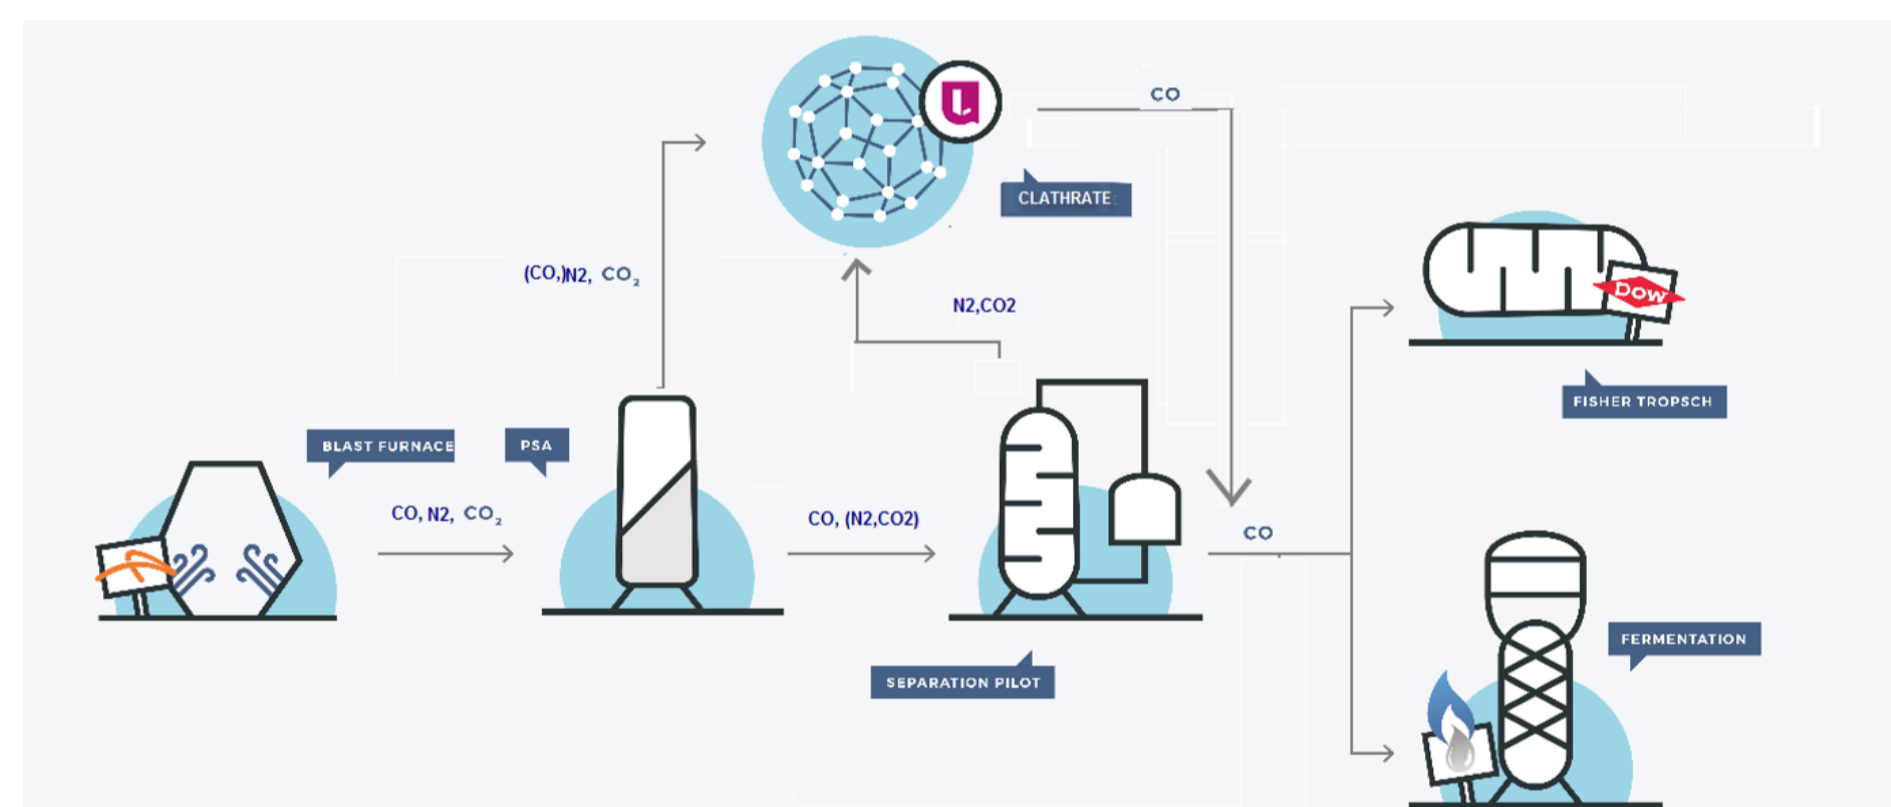 CO
CLATHRATE
(CO,)N2, CO₂
N2,CO2
DOW
FISHER TROPSCH
BLAST FURNACE
PSA
CO, N2, CO₂
CO, (N2,CO2)
CO
FERMENTATION
SEPARATION PILOT